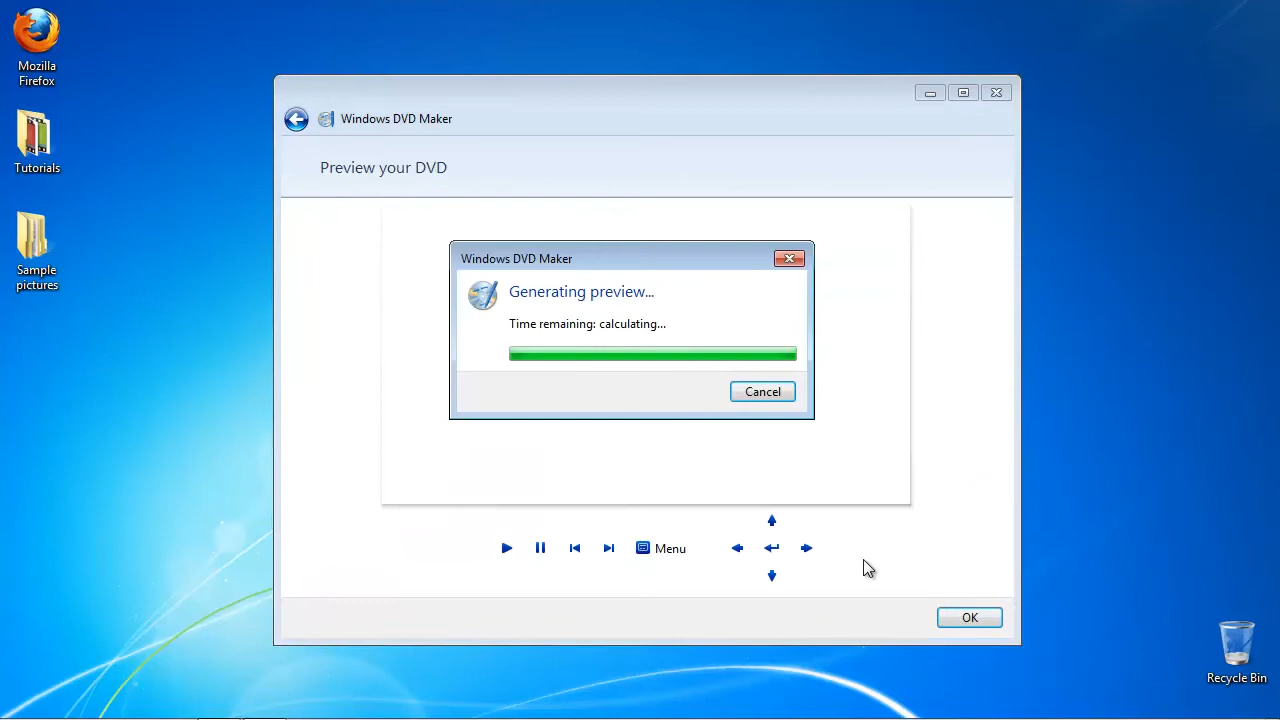 Mozilla
Firefox
Tutorials
Sample
pictures
Windows DVD Maker
Preview your DVD
Windows DVD Maker
Generating preview...
Time remaining: calculating...
Cancel
Menu
OK
Recycle Bin